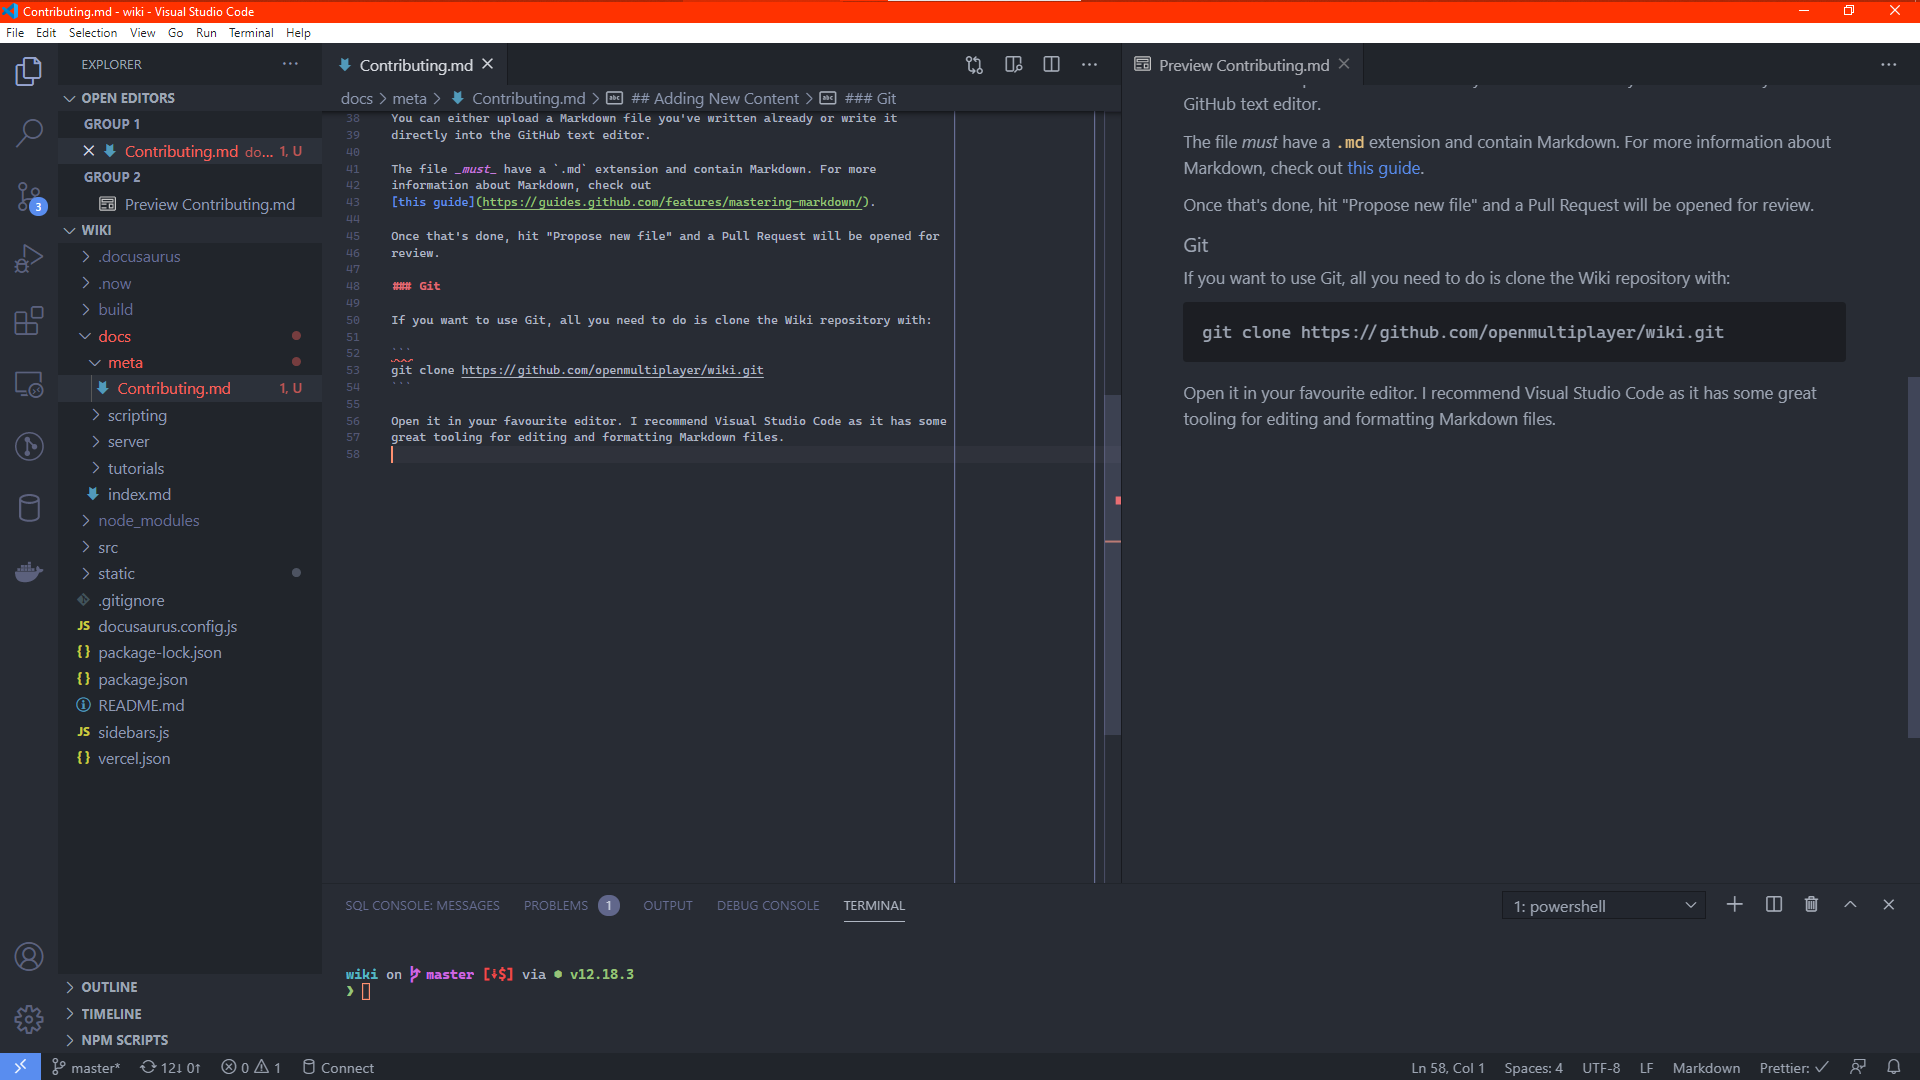 Contributing.md - wiki - Visual Studio Code
File Edit Selection View Go Run Terminal Help
EXPLORER
OPEN EDITORS
GROUP 1
Contributing.md do... 1, U
GROUP 2
Preview Contributing.md
WIKI
.docusaurus
.now
build
docs
meta
Contributing.md 1, U
scripting
server
tutorials
index.md
node_modules
src
static
.gitignore
JS docusaurus.config.js
{} package-lock.json
{} package.json
README.md
JS sidebars.js
{} vercel.json
OUTLINE
TIMELINE
NPM SCRIPTS
3
Contributing.md
docs > meta > Contributing.md > ## Adding New Content > ### Git
38 You can either upload a Markdown file you've written already or write it
39 directly into the GitHub text editor.
40
41 The file _must_ have a `.md` extension and contain Markdown. For more
42 information about Markdown, check out
43 [this guide](https://guides.github.com/features/mastering-markdown/).
44
45 Once that's done, hit "Propose new file" and a Pull Request will be opened for
46 review.
47
48 ### Git
49
50 If you want to use Git, all you need to do is clone the Wiki repository with:
51
52 ```
53 git clone https://github.com/openmultiplayer/wiki.git
54 ```
55
56 Open it in your favourite editor. I recommend Visual Studio Code as it has some
57 great tooling for editing and formatting Markdown files.
58
Preview Contributing.md
GitHub text editor.
The file must have a .md extension and contain Markdown. For more information about
Markdown, check out this guide.
Once that's done, hit "Propose new file" and a Pull Request will be opened for review.
Git
If you want to use Git, all you need to do is clone the Wiki repository with:
git clone https://github.com/openmultiplayer/wiki.git
Open it in your favourite editor. I recommend Visual Studio Code as it has some great
tooling for editing and formatting Markdown files.
SQL CONSOLE: MESSAGES PROBLEMS 1 OUTPUT DEBUG CONSOLE TERMINAL
1: powershell
wiki on master [⇣$] via ⬢ v12.18.3
❯
master* 12↓ 0↑ 0 1 Connect
Ln 58, Col 1 Spaces: 4 UTF-8 LF Markdown Prettier: ✓